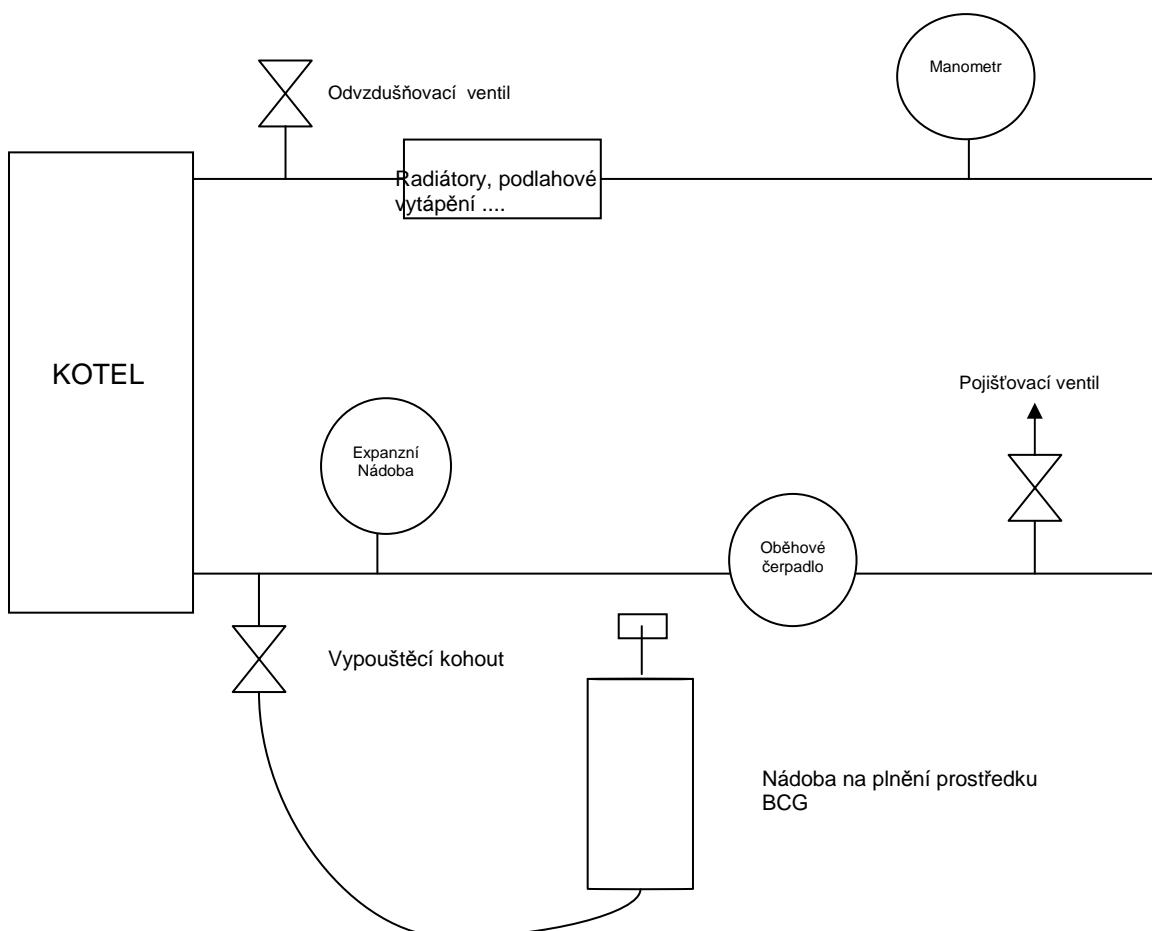 Manometr
Odvzdušňovací ventil
Radiátory, podlahové
vytápění ....
KOTEL
Pojišťovací ventil
Expanzní
Nádoba
Oběhové
čerpadlo
Vypouštěcí kohout
Nádoba na plnění prostředku
BCG